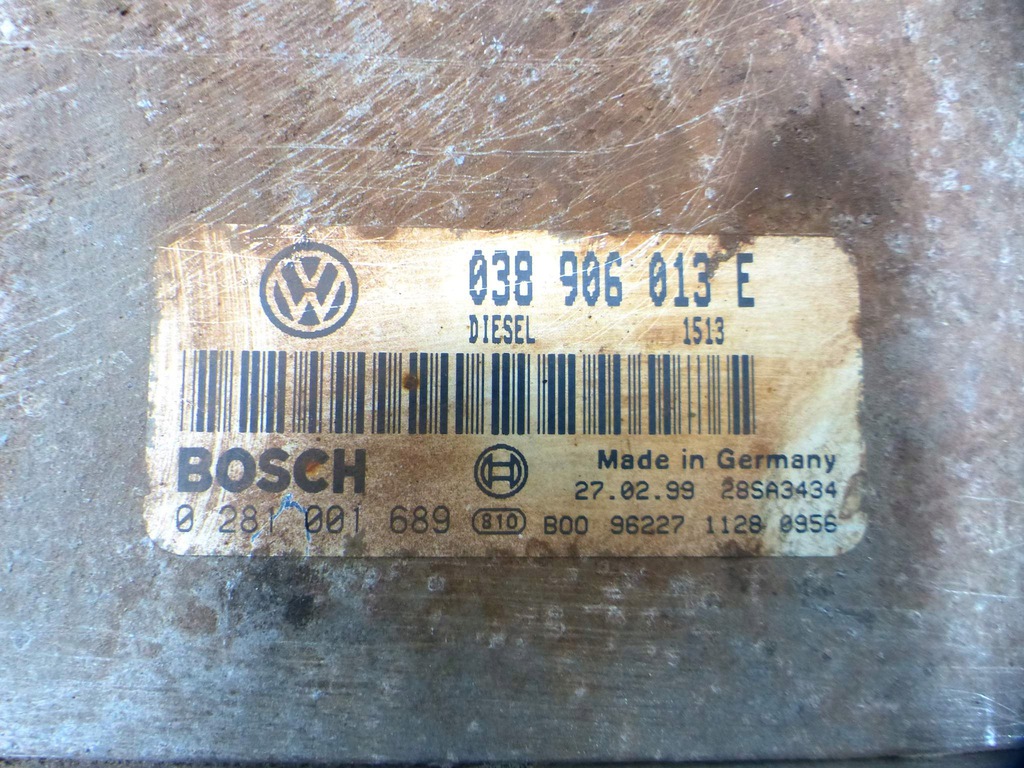 038 906 013 E
DIESEL 1513
BOSCH Made in Germany
27.02.99 28SA3434
0 281 001 689 810 B00 96227 1128 0956